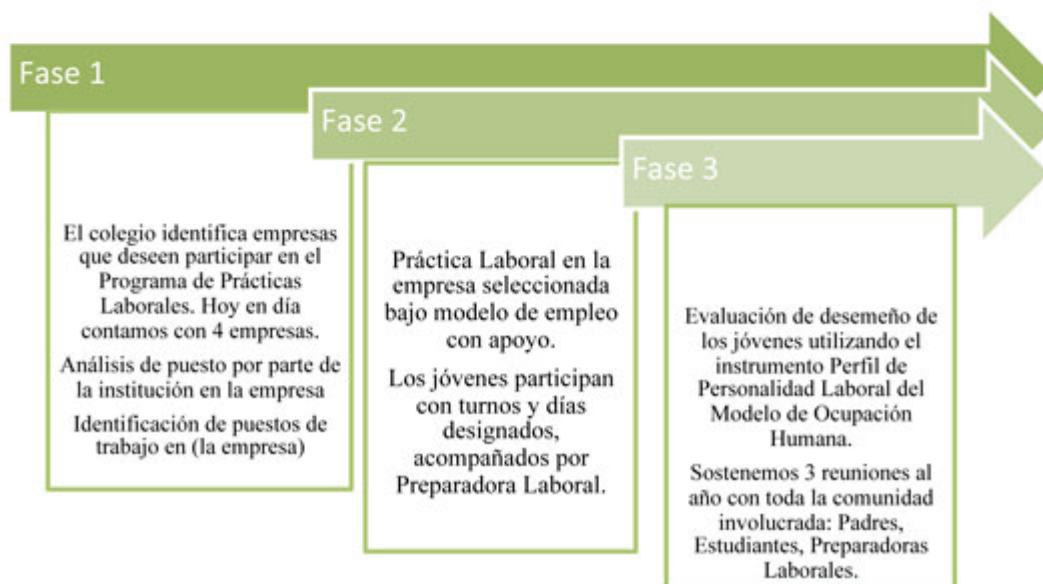 Fase 1
El colegio identifica empresas
que deseen participar en el
Programa de Prácticas
Laborales. Hoy en día
contamos con 4 empresas.
Análisis de puesto por parte de
la institución en la empresa
Identificación de puestos de
trabajo en (la empresa)
Fase 2
Práctica Laboral en la
empresa seleccionada
bajo modelo de empleo
con apoyo.
Los jóvenes participan
con turnos y días
designados,
acompañados por
Preparadora Laboral.
Fase 3
Evaluación de desemeño de
los jóvenes utilizando el
instrumento Perfil de
Personalidad Laboral del
Modelo de Ocupación
Humana.
Sostenemos 3 reuniones al
año con toda la comunidad
involucrada: Padres,
Estudiantes, Preparadoras
Laborales.